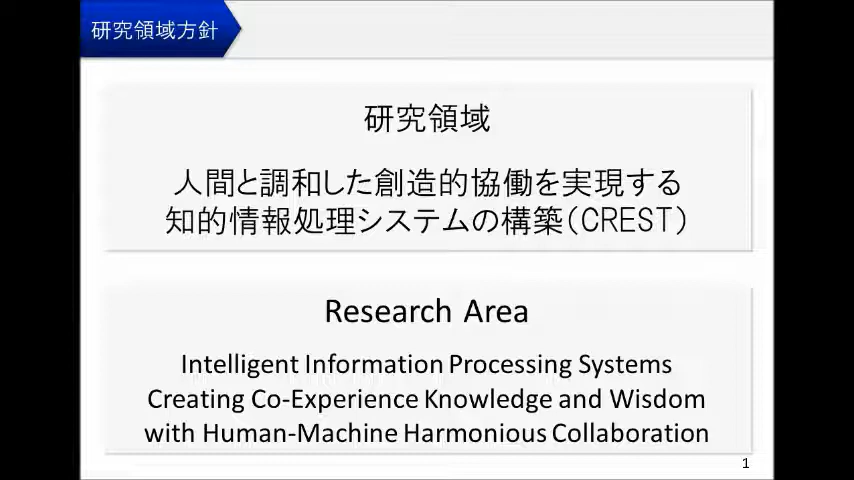 研究領域方針
研究領域
人間と調和した創造的協働を実現する
知的情報処理システムの構築（CREST）
Research Area
Intelligent Information Processing Systems
Creating Co-Experience Knowledge and Wisdom
with Human-Machine Harmonious Collaboration
1